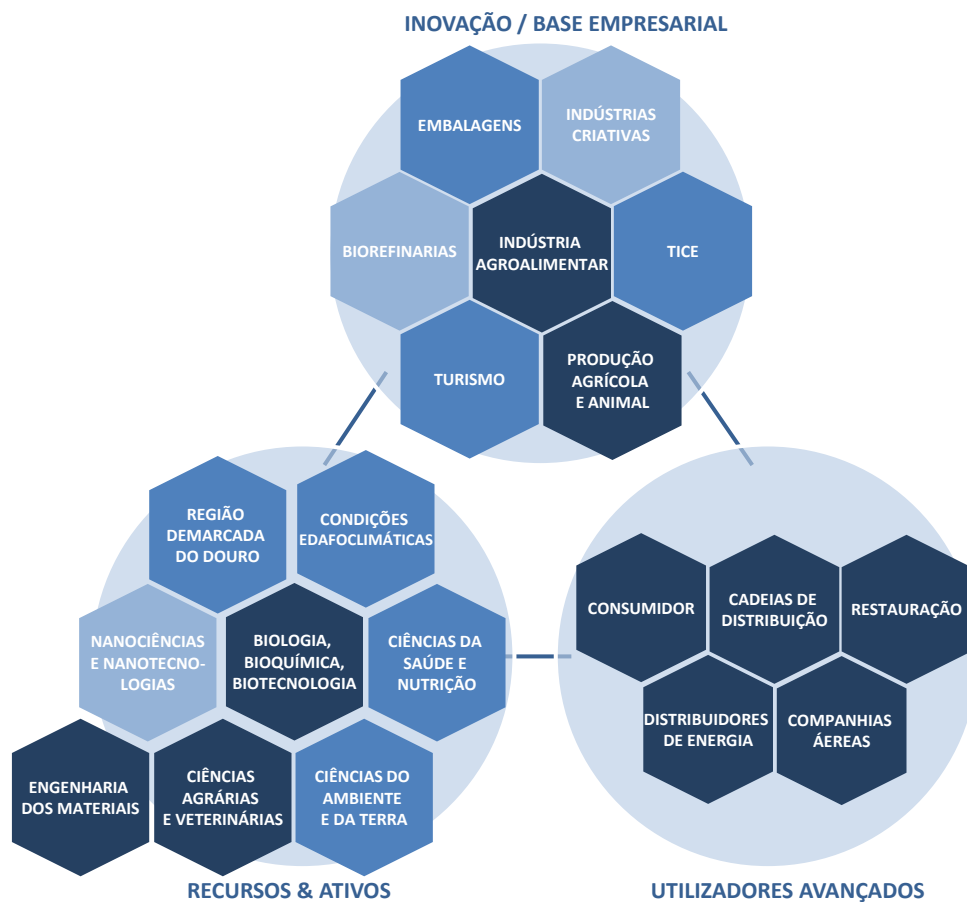 INOVAÇÃO / BASE EMPRESARIAL
EMBALAGENS
INDÚSTRIAS
CRIATIVAS
BIOREFINARIAS
INDÚSTRIA
AGROALIMENTAR
TICE
TURISMO
PRODUÇÃO
AGRÍCOLA
E ANIMAL
REGIÃO
DEMARCADA
DO DOURO
CONDIÇÕES
EDAFOCLIMÁTICAS
NANOCIÊNCIAS
E NANOTECNO-
LOGIAS
BIOLOGIA,
BIOQUÍMICA,
BIOTECNOLOGIA
CIÊNCIAS DA
SAÚDE E
NUTRIÇÃO
ENGENHARIA
DOS MATERIAIS
CIÊNCIAS
AGRÁRIAS
E VETERINÁRIAS
CIÊNCIAS DO
AMBIENTE
E DA TERRA
RECURSOS & ATIVOS
CONSUMIDOR
CADEIAS DE
DISTRIBUIÇÃO
RESTAURAÇÃO
DISTRIBUIDORES
DE ENERGIA
COMPANHIAS
ÁEREAS
UTILIZADORES AVANÇADOS